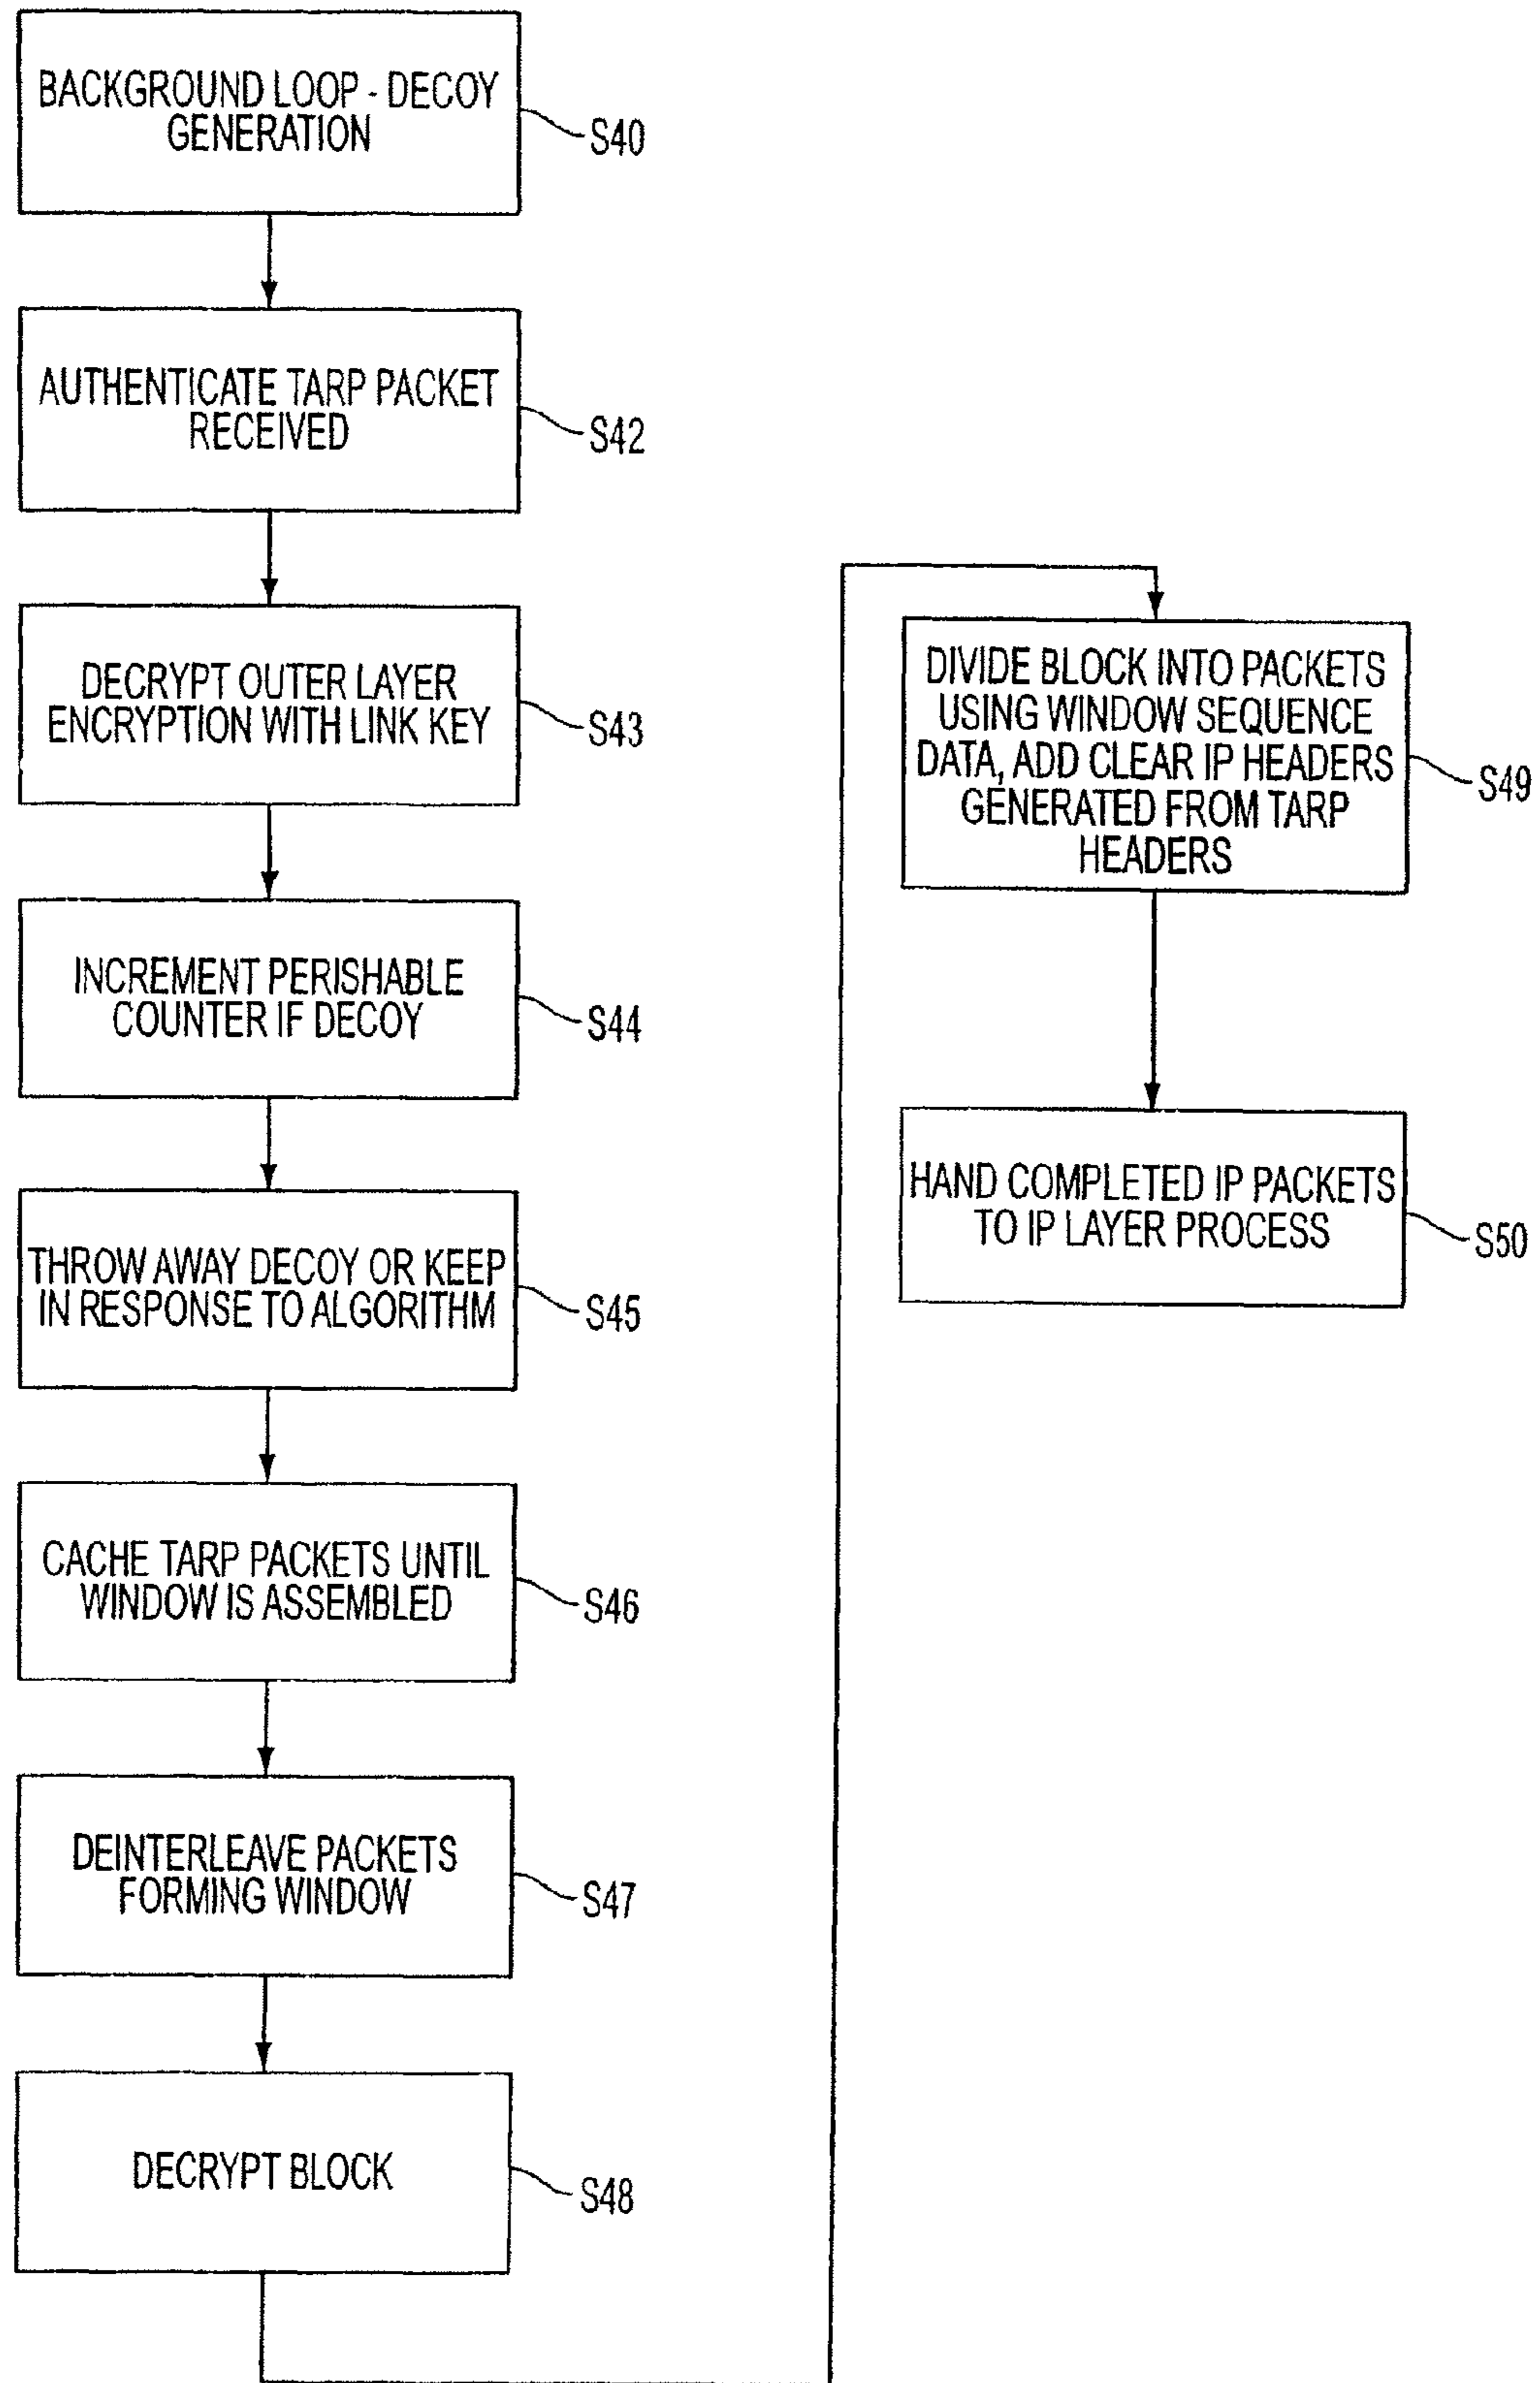 BACKGROUND LOOP - DECOY
GENERATION
S40
AUTHENTICATE TARP PACKET
RECEIVED
S42
DECRYPT OUTER LAYER
ENCRYPTION WITH LINK KEY
S43
INCREMENT PERISHABLE
COUNTER IF DECOY
S44
THROW AWAY DECOY OR KEEP
IN RESPONSE TO ALGORITHM
S45
CACHE TARP PACKETS UNTIL
WINDOW IS ASSEMBLED
S46
DEINTERLEAVE PACKETS
FORMING WINDOW
S47
DECRYPT BLOCK
S48
DIVIDE BLOCK INTO PACKETS
USING WINDOW SEQUENCE
DATA, ADD CLEAR IP HEADERS
GENERATED FROM TARP
HEADERS
S49
HAND COMPLETED IP PACKETS
TO IP LAYER PROCESS
S50